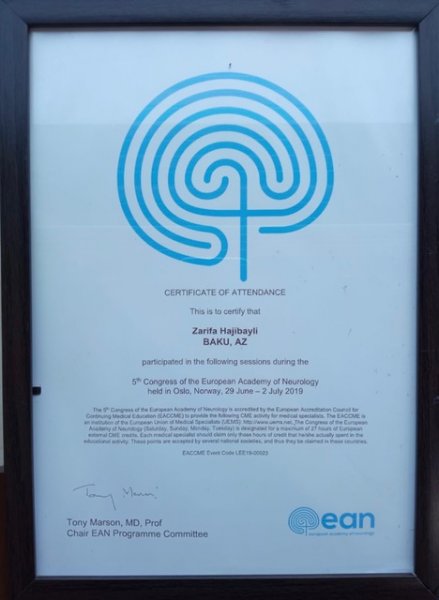 CERTIFICATE OF ATTENDANCE
This is to certify that
Zarifa Hajibayli
BAKU, AZ
participated in the following sessions during the
5th Congress of the European Academy of Neurology
held in Oslo, Norway, 29 June – 2 July 2019
The 5th Congress of the European Academy of Neurology is accredited by the European Accreditation Council for
Continuing Medical Education (EACCME) to provide the following CME activity for medical specialists. The EACCME is
an institution of the European Union of Medical Specialists (UEMS): http://www.uems.net. The Congress of the European
Academy of Neurology (Saturday, Sunday, Monday, Tuesday) is designated for a maximum of 27 hours of European
external CME credits. Each medical specialist should claim only those hours of credit that he/she actually spent in the
educational activity. These points are accepted by several national societies, and thus may be claimed in those countries.
EACCME Event Code LEE19-00023
Tony Marson
Tony Marson, MD, Prof
Chair EAN Programme Committee
ean
european academy of neurology